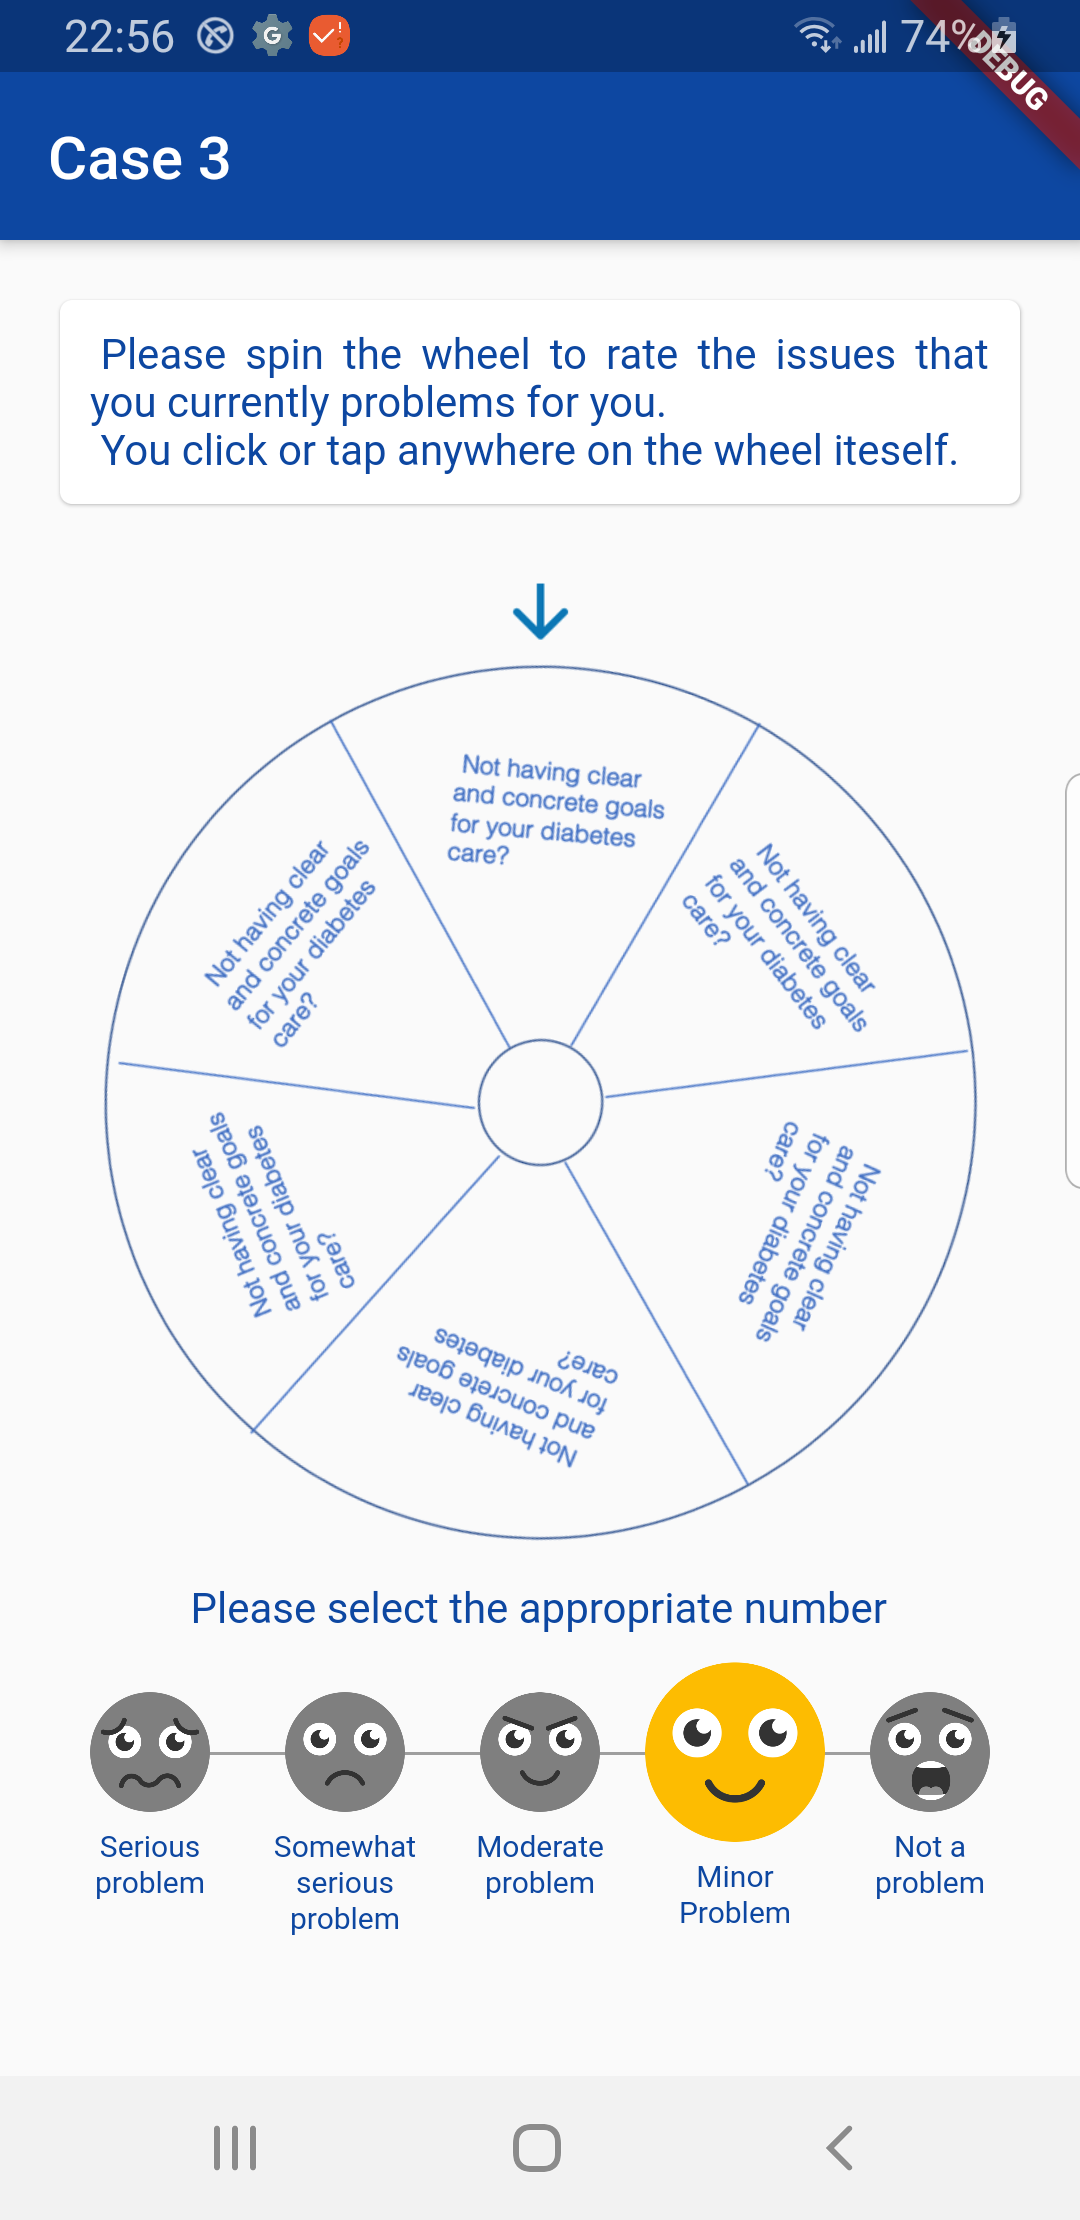 22:56
74%
DEBUG
Case 3
Please spin the wheel to rate the issues that
you currently problems for you.
You click or tap anywhere on the wheel iteself.
Not having clear
and concrete goals
for your diabetes
care?
Not having clear
and concrete goals
for your diabetes
care?
Not having clear
and concrete goals
for your diabetes
care?
Not having clear
and concrete goals
for your diabetes
care?
Not having clear
and concrete goals
for your diabetes
care?
Not having clear
and concrete goals
for your diabetes
care?
Please select the appropriate number
Serious
problem
Somewhat
serious
problem
Moderate
problem
Minor
Problem
Not a
problem